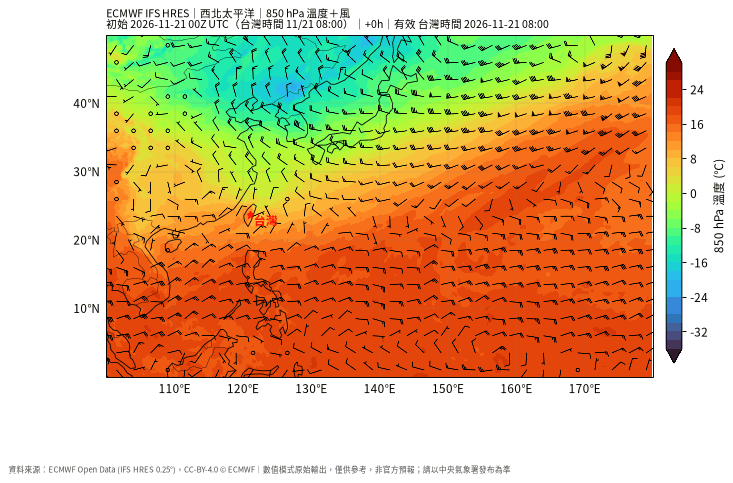 ECMWF IFS HRES｜西北太平洋｜850 hPa 溫度＋風
初始 2026-11-21 00Z UTC（台灣時間 11/21 08:00）｜+0h｜有效 台灣時間 2026-11-21 08:00
40°N
30°N
20°N
10°N
110°E 120°E 130°E 140°E 150°E 160°E 170°E
台灣
24
16
8
0
-8
-16
-24
-32
850 hPa 溫度 (°C)
資料來源：ECMWF Open Data (IFS HRES 0.25°)，CC-BY-4.0 © ECMWF｜數值模式原始輸出，僅供參考，非官方預報；請以中央氣象署發布為準